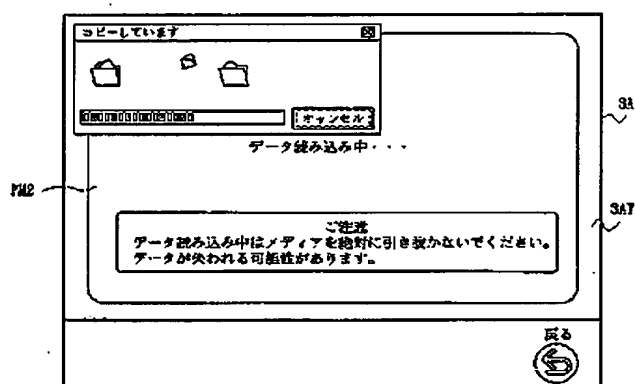 コピーしています
キャンセル
データ読み込み中・・・
SA
PM2
SAY
ご注意
データ読み込み中はメディアを絶対に引き抜かないでください。
データが失われる可能性があります。
戻る